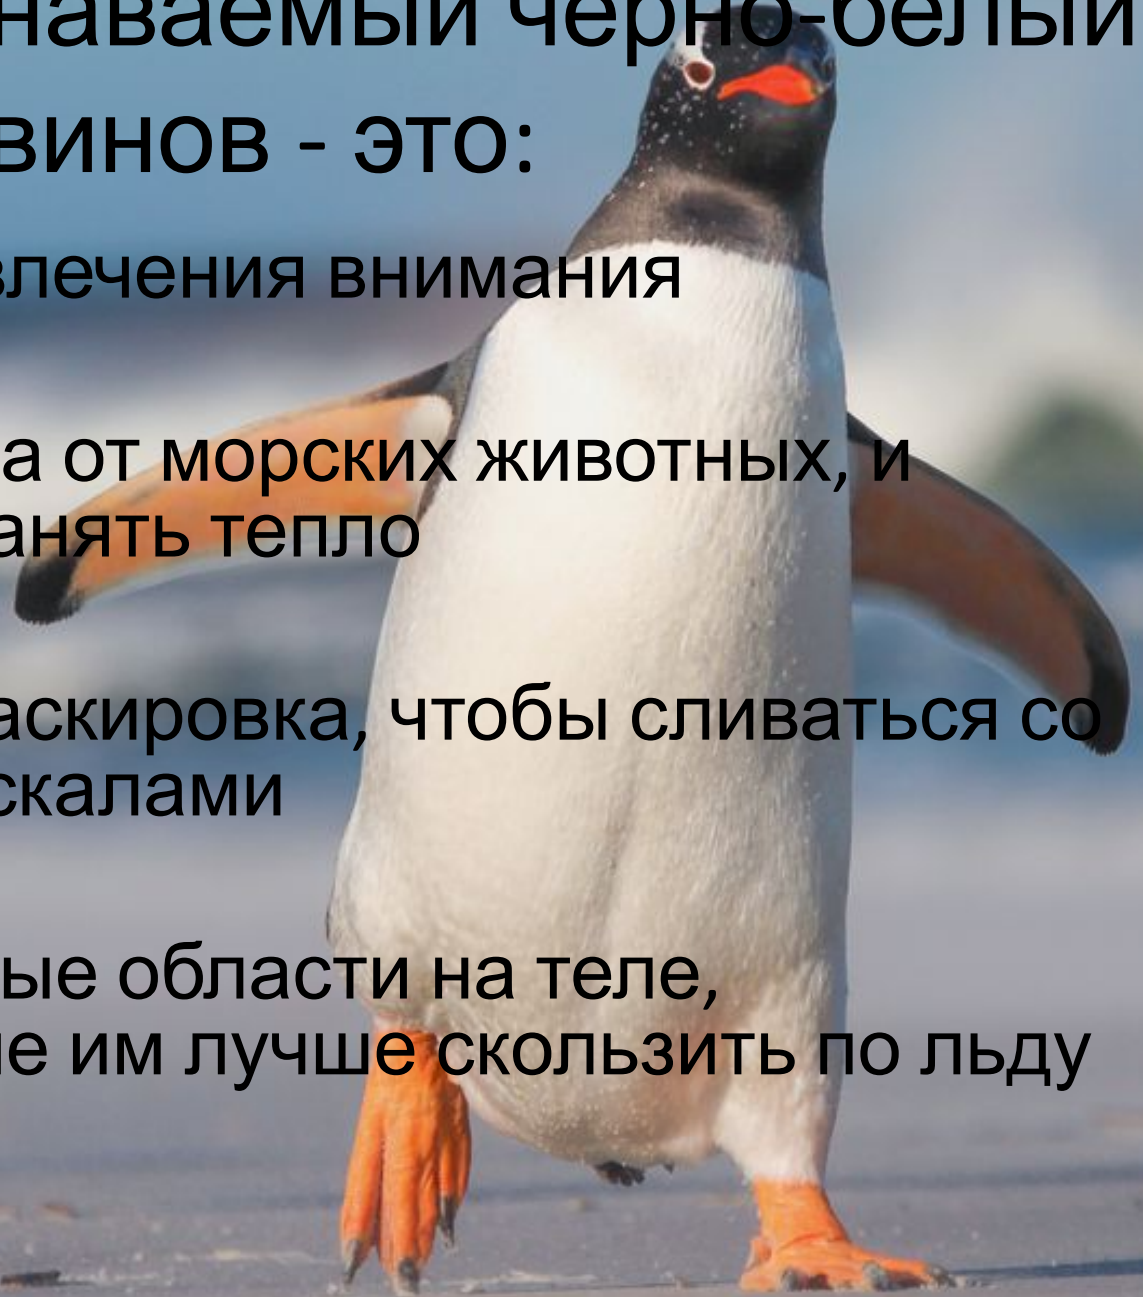 наваемый черно-белый
винов - это:
влечения внимания
а от морских животных, и
анять тепло
аскировка, чтобы сливаться со
скалами
ые области на теле,
ие им лучше скользить по льду